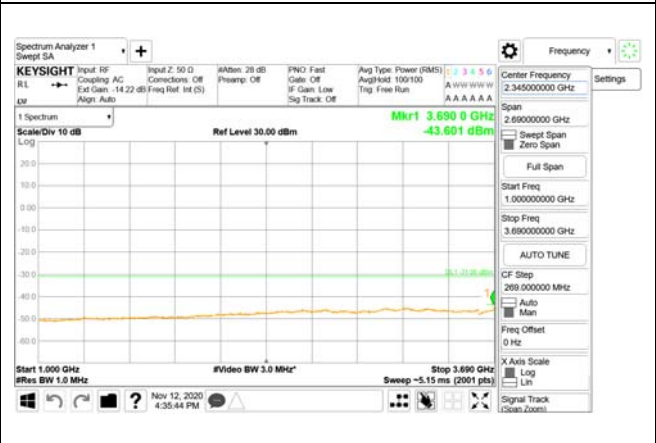 Spectrum Analyzer 1
Swept SA
Frequency
KEYSIGHT
RL
Input: RF
Coupling: AC
Ext Gain: -14.22 dB
Align: Auto
Input Z: 50 Ω
Corrections: Off
Freq Ref: Int (S)
#Atten: 28 dB
Preamp: Off
PNO: Fast
Gate: Off
IF Gain: Low
Sig Track: Off
Avg Type: Power (RMS)
Avg|Hold: 100/100
Trig: Free Run
1 2 3 4 5 6
A W W W W W
A A A A A A
1 Spectrum
Scale/Div 10 dB
Log
Ref Level 30.00 dBm
Mkr1 3.690 0 GHz
-43.601 dBm
20.0
10.0
0.00
-10.0
-20.0
-30.0
-40.0
-50.0
-60.0
1
Start 1.000 GHz
#Res BW 1.0 MHz
#Video BW 3.0 MHz*
Stop 3.690 GHz
Sweep ~5.15 ms (2001 pts)
Nov 12, 2020
4:35:44 PM
Center Frequency
2.345000000 GHz
Settings
Span
2.69000000 GHz
Swept Span
Zero Span
Full Span
Start Freq
1.000000000 GHz
Stop Freq
3.690000000 GHz
AUTO TUNE
CF Step
269.000000 MHz
Auto
Man
Freq Offset
0 Hz
X Axis Scale
Log
Lin
Signal Track
(Span Zoom)